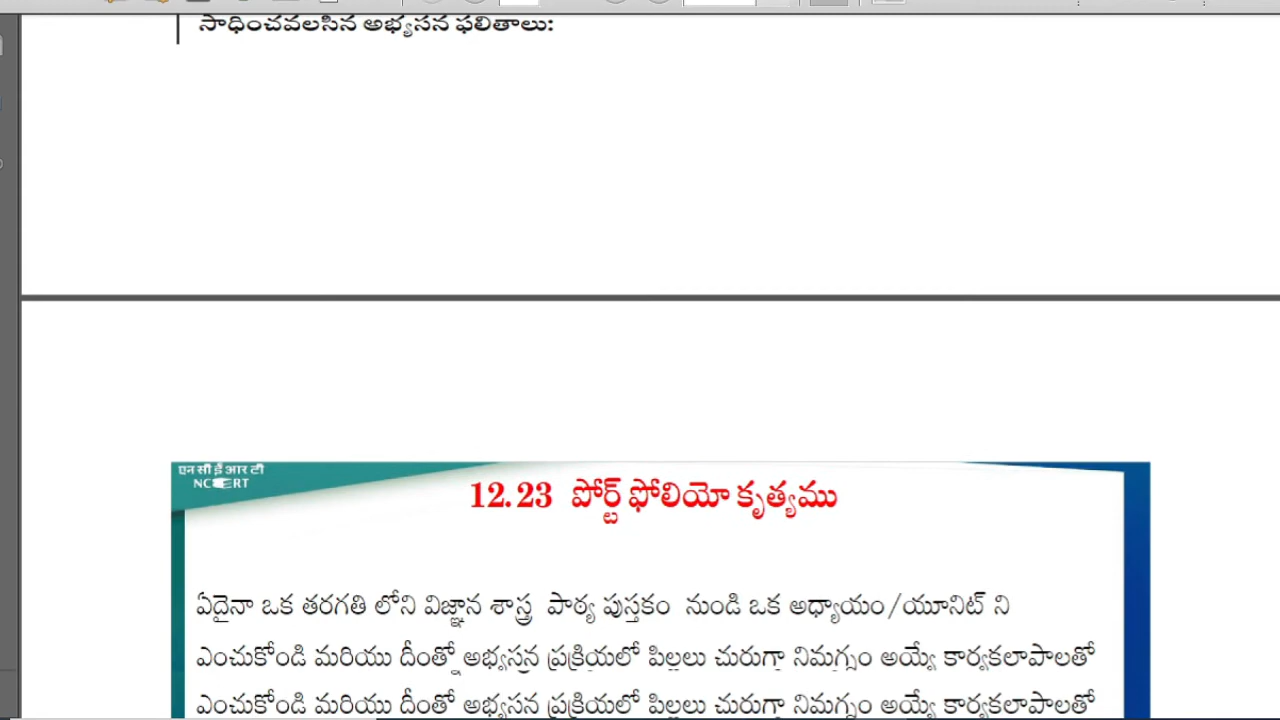 సాధించవలసిన అభ్యసన ఫలితాలు:
एन सी ई आर टी
NCERT
12.23 పోర్ట్ ఫోలియో కృత్యము
ఏదైనా ఒక తరగతి లోని విజ్ఞాన శాస్త్ర పాఠ్య పుస్తకం నుండి ఒక అధ్యాయం/యూనిట్ ని
ఎంచుకోండి మరియు దీంతో అభ్యసన ప్రక్రియలో పిల్లలు చురుగ్గా నిమగ్నం అయ్యే కార్యకలాపాలతో
ఎంచుకోండి మరియు దీంతో అభ్యసన ప్రక్రియలో పిల్లలు చురుగ్గా నిమగ్నం అయ్యే కార్యకలాపాలతో